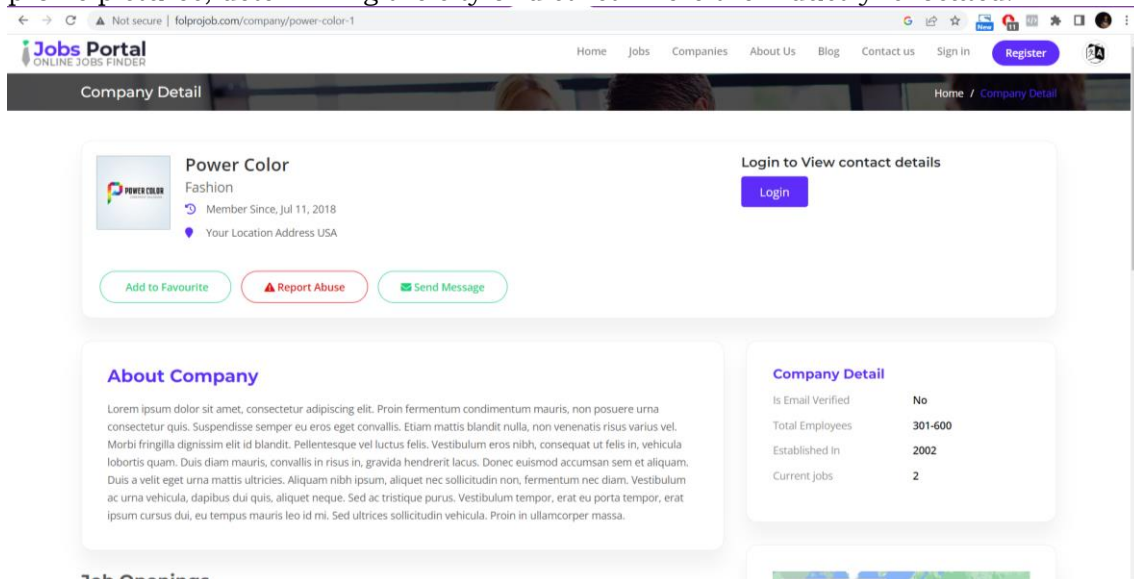 Not secure | folprojob.com/company/power-color-1
New
11
Jobs Portal
ONLINE JOBS FINDER
Home Jobs Companies About Us Blog Contact us Sign in Register
Company Detail
Home / Company Detail
POWER COLOR
Power Color
Fashion
Member Since, Jul 11, 2018
Your Location Address USA
Login to View contact details
Login
Add to Favourite
Report Abuse
Send Message
About Company
Lorem ipsum dolor sit amet, consectetur adipiscing elit. Proin fermentum condimentum mauris, non posuere urna
consectetur quis. Suspendisse semper eu eros eget convallis. Etiam mattis blandit nulla, non venenatis risus varius vel.
Morbi fringilla dignissim elit id blandit. Pellentesque vel luctus felis. Vestibulum eros nibh, consequat ut felis in, vehicula
lobortis quam. Duis diam mauris, convallis in risus in, gravida hendrerit lacus. Donec euismod accumsan sem et aliquam.
Duis a velit eget urna mattis ultricies. Aliquam nibh ipsum, aliquet nec sollicitudin non, fermentum nec diam. Vestibulum
ac urna vehicula, dapibus dui quis, aliquet neque. Sed ac tristique purus. Vestibulum tempor, erat eu porta tempor, erat
ipsum cursus dui, eu tempus mauris leo id mi. Sed ultrices sollicitudin vehicula. Proin in ullamcorper massa.
Company Detail
Is Email Verified No
Total Employees 301-600
Established In 2002
Current jobs 2
Job Openings